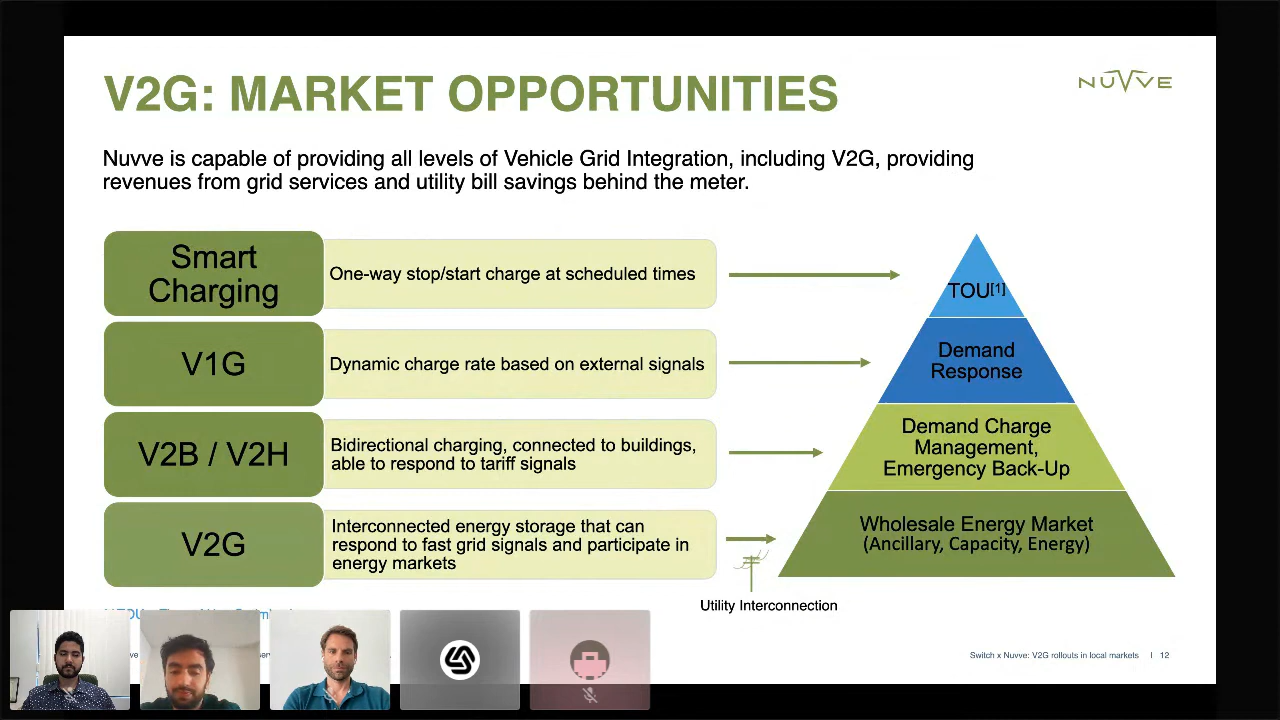 V2G: MARKET OPPORTUNITIES
NUVVE
Nuvve is capable of providing all levels of Vehicle Grid Integration, including V2G, providing
revenues from grid services and utility bill savings behind the meter.
Smart
Charging
One-way stop/start charge at scheduled times
TOU[1]
V1G
Dynamic charge rate based on external signals
Demand
Response
V2B / V2H
Bidirectional charging, connected to buildings,
able to respond to tariff signals
Demand Charge
Management,
Emergency Back-Up
V2G
Interconnected energy storage that can
respond to fast grid signals and participate in
energy markets
Wholesale Energy Market
(Ancillary, Capacity, Energy)
Utility Interconnection
Switch x Nuvve: V2G rollouts in local markets | 12